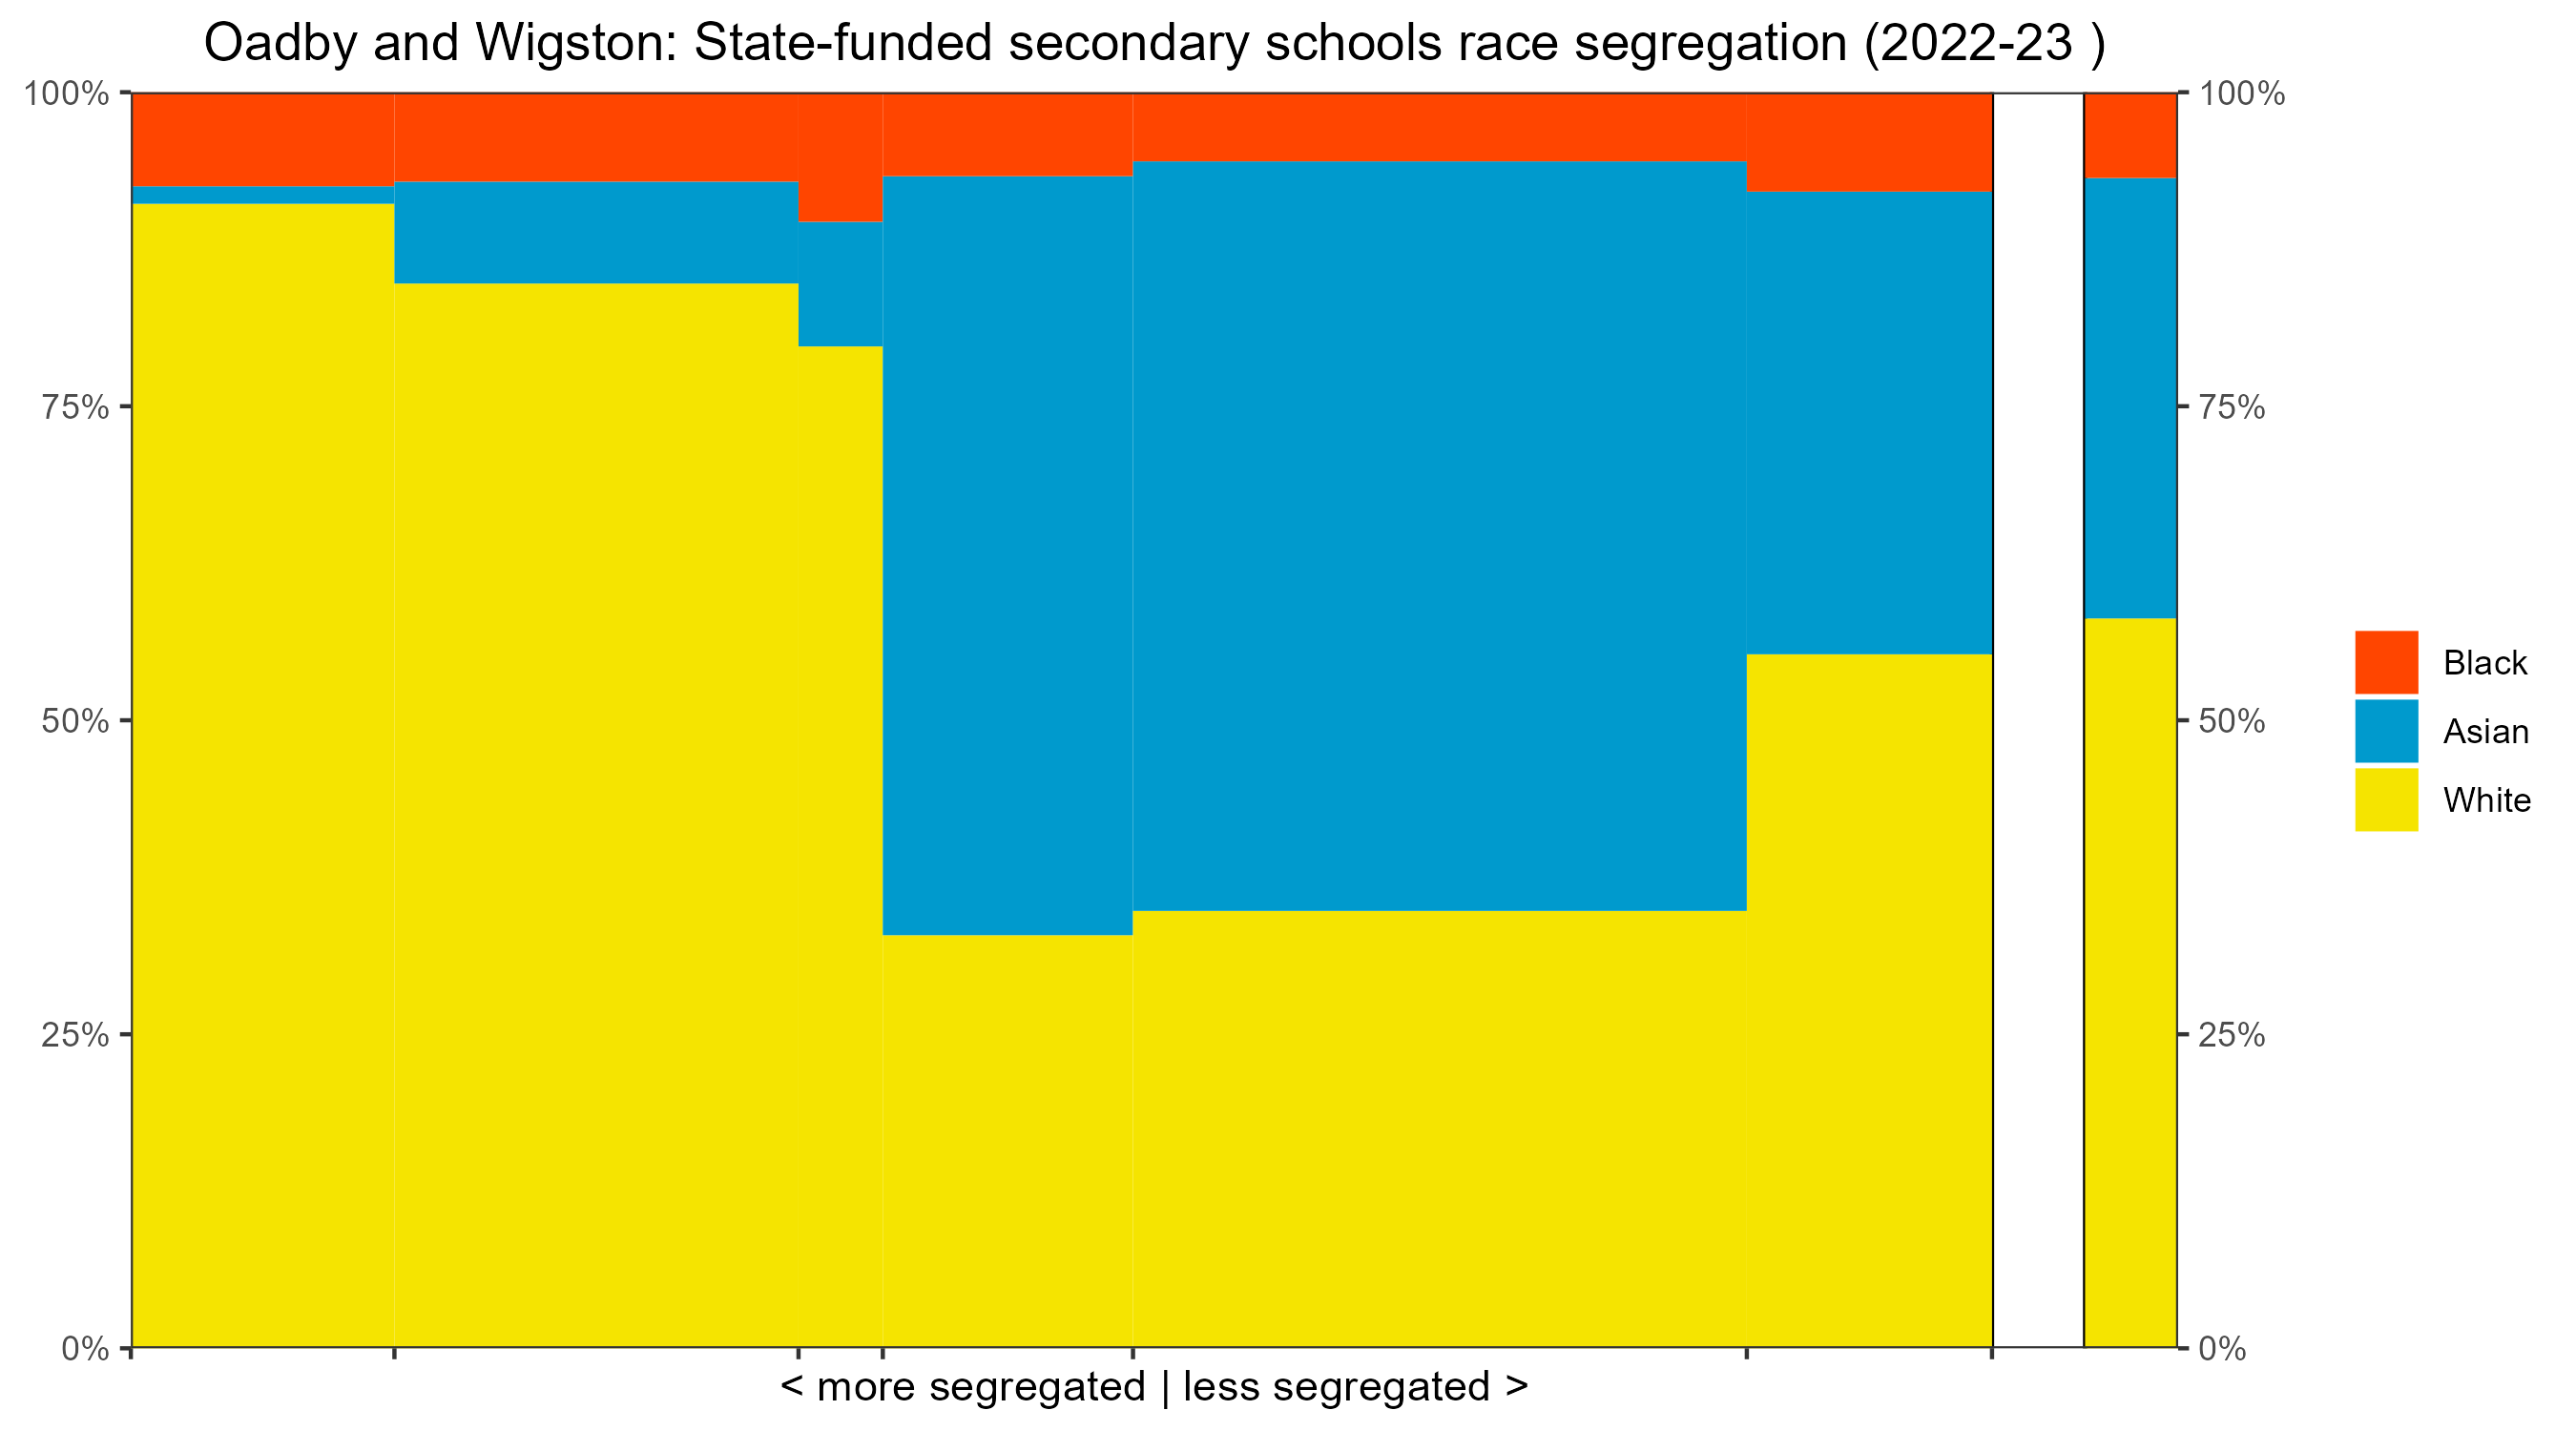 Oadby and Wigston: State-funded secondary schools race segregation (2022-23 )
100%
75%
50%
25%
0%
100%
75%
50%
25%
0%
Black
Asian
White
< more segregated | less segregated >